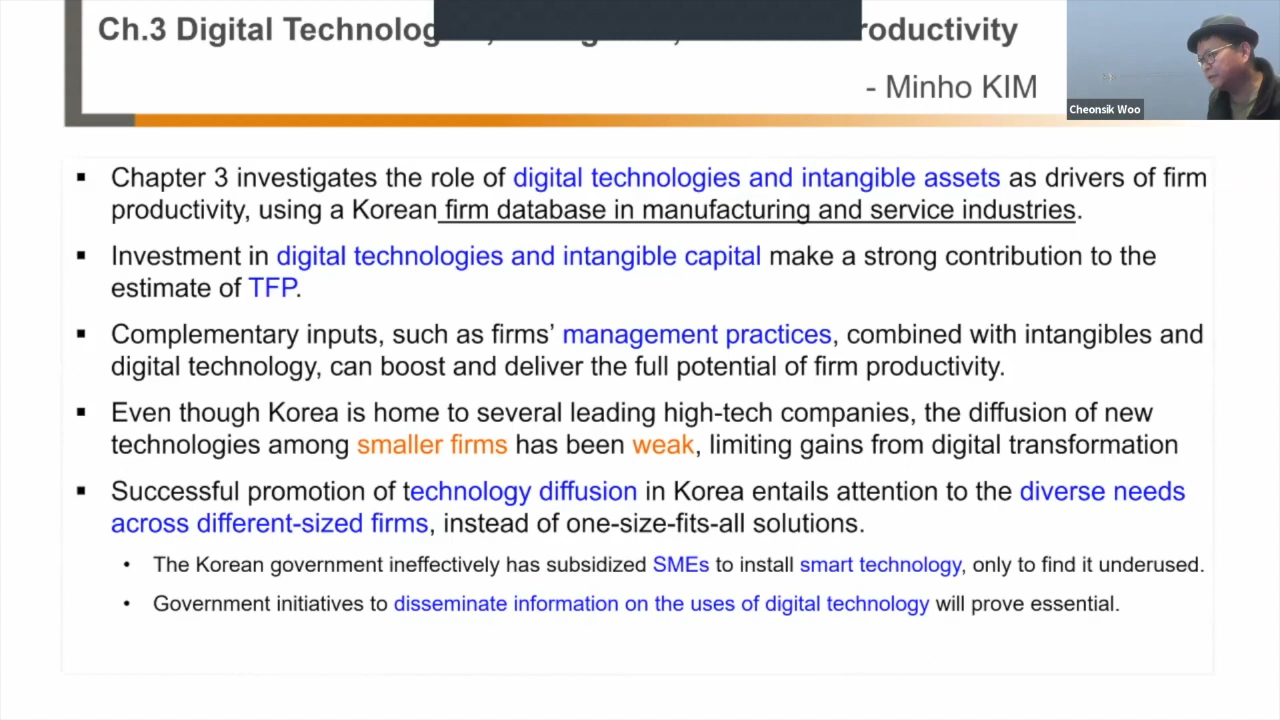 Ch.3 Digital Technolog
roductivity
- Minho KIM
Cheonsik Woo
▪ Chapter 3 investigates the role of digital technologies and intangible assets as drivers of firm
productivity, using a Korean firm database in manufacturing and service industries.
▪ Investment in digital technologies and intangible capital make a strong contribution to the
estimate of TFP.
▪ Complementary inputs, such as firms’ management practices, combined with intangibles and
digital technology, can boost and deliver the full potential of firm productivity.
▪ Even though Korea is home to several leading high-tech companies, the diffusion of new
technologies among smaller firms has been weak, limiting gains from digital transformation
▪ Successful promotion of technology diffusion in Korea entails attention to the diverse needs
across different-sized firms, instead of one-size-fits-all solutions.
• The Korean government ineffectively has subsidized SMEs to install smart technology, only to find it underused.
• Government initiatives to disseminate information on the uses of digital technology will prove essential.